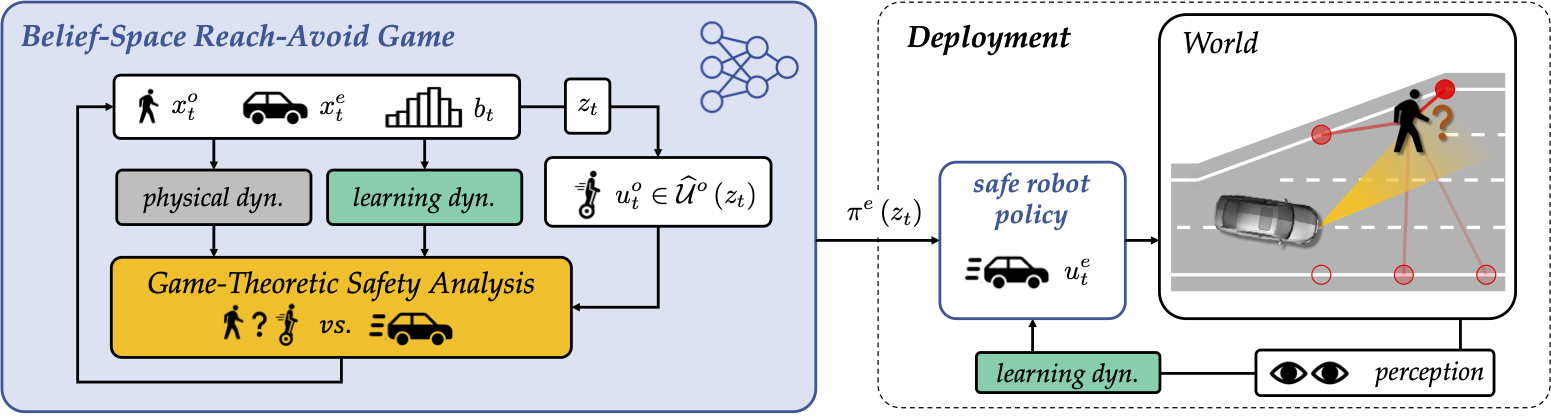 Belief-Space Reach-Avoid Game
$x_t^o$ $x_t^e$ $b_t$
$z_t$
physical dyn.
learning dyn.
$u_t^o \in \widehat{\mathcal{U}}^o(z_t)$
Game-Theoretic Safety Analysis
? vs.
$\pi^e(z_t)$
Deployment
safe robot
policy
$u_t^e$
World
?
learning dyn.
perception